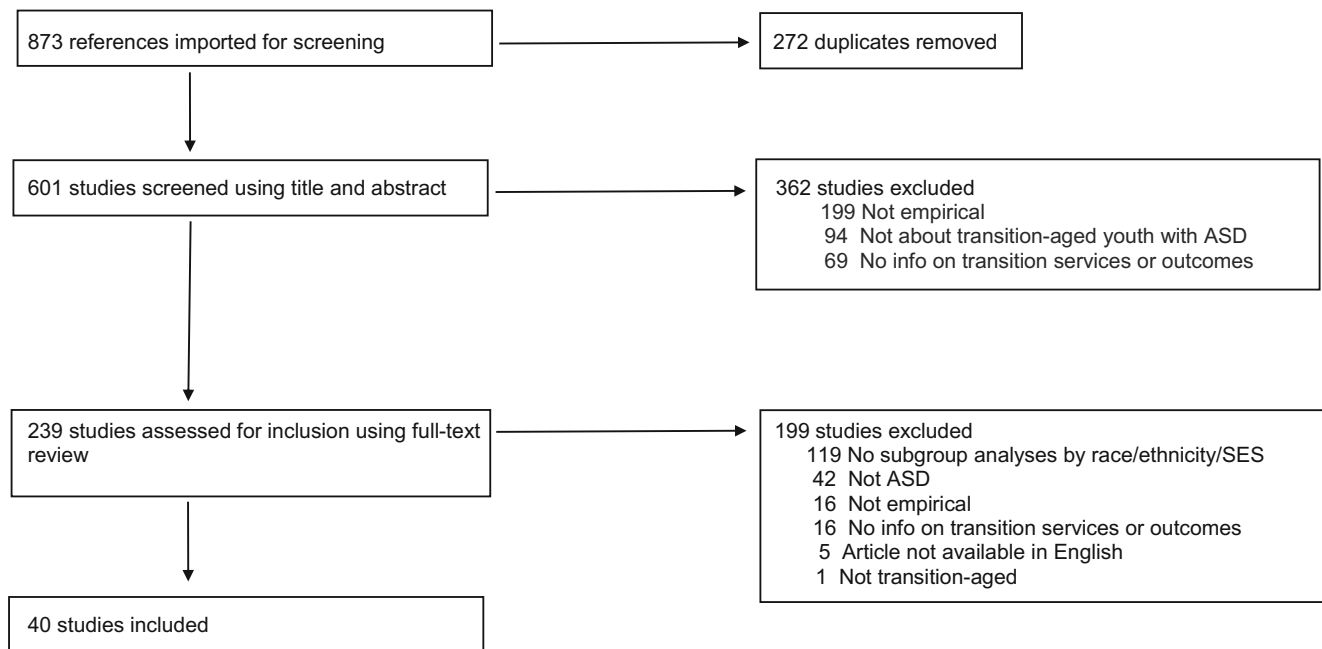 873 references imported for screening
272 duplicates removed
601 studies screened using title and abstract
362 studies excluded
199 Not empirical
94 Not about transition-aged youth with ASD
69 No info on transition services or outcomes
239 studies assessed for inclusion using full-text
review
199 studies excluded
119 No subgroup analyses by race/ethnicity/SES
42 Not ASD
16 Not empirical
16 No info on transition services or outcomes
5 Article not available in English
1 Not transition-aged
40 studies included